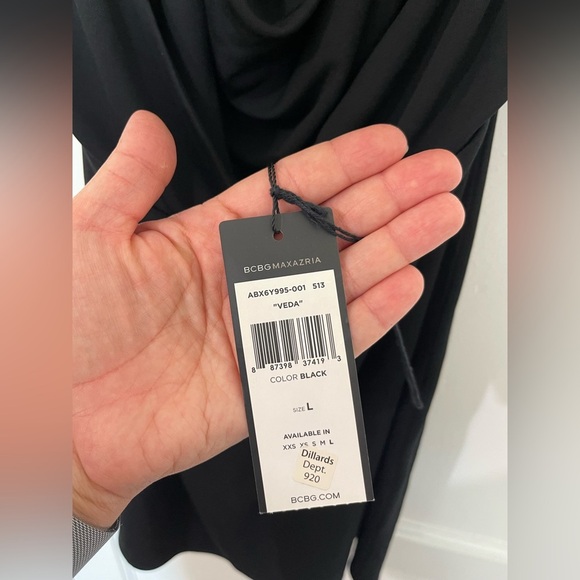 BCBGMAXAZRIA
ABX6Y995-001 513
"VEDA"
8 87398 37419 3
COLOR BLACK
SIZE L
AVAILABLE IN
XXS XS S M L
Dillards
Dept.
920
BCBG.COM